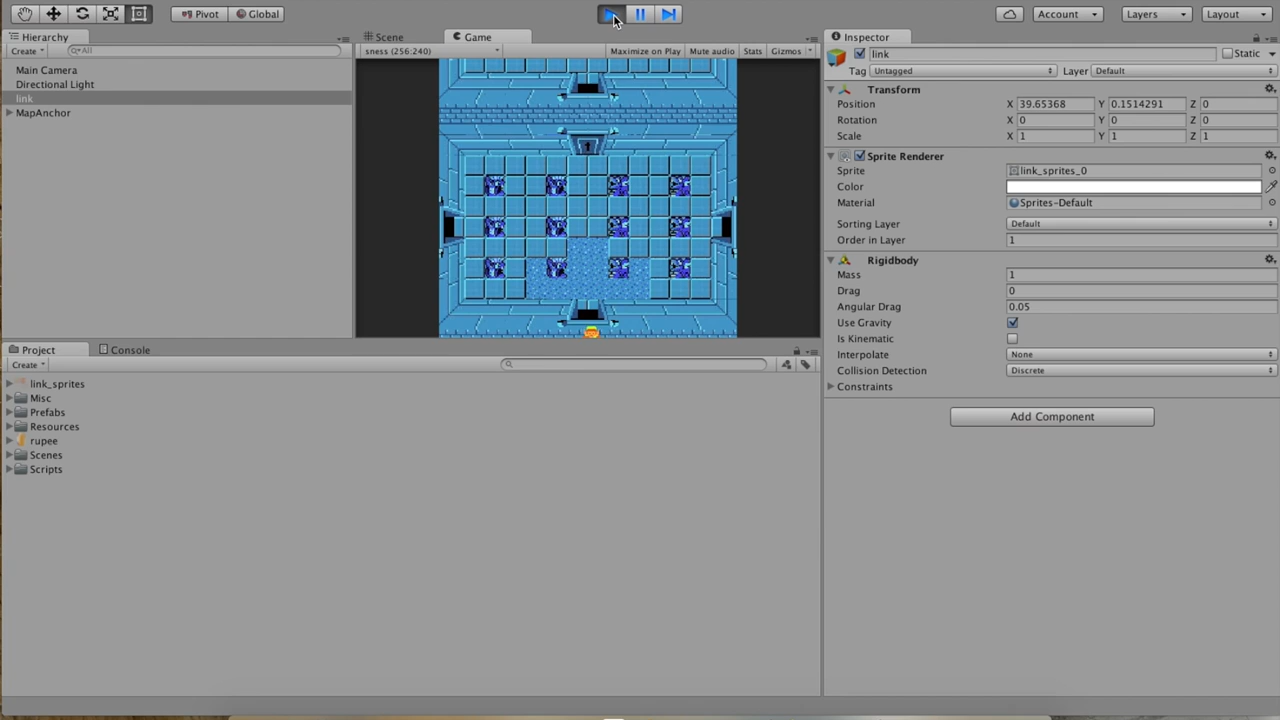 Pivot Global Account Layers Layout
Hierarchy
Create All
Main Camera
Directional Light
link
MapAnchor
Scene Game
sness (256:240) Maximize on Play Mute audio Stats Gizmos
Inspector
link Static
Tag Untagged Layer Default
Transform
Position X 39.65368 Y 0.1514291 Z 0
Rotation X 0 Y 0 Z 0
Scale X 1 Y 1 Z 1
Sprite Renderer
Sprite link_sprites_0
Color
Material Sprites-Default
Sorting Layer Default
Order in Layer 1
Rigidbody
Mass 1
Drag 0
Angular Drag 0.05
Use Gravity
Is Kinematic
Interpolate None
Collision Detection Discrete
Constraints
Add Component
Project Console
Create
link_sprites
Misc
Prefabs
Resources
rupee
Scenes
Scripts